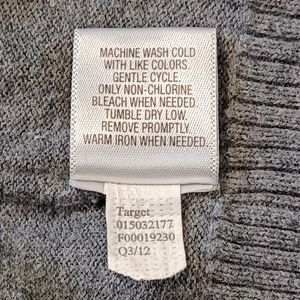 MACHINE WASH COLD
WITH LIKE COLORS.
GENTLE CYCLE.
ONLY NON-CHLORINE
BLEACH WHEN NEEDED.
TUMBLE DRY LOW.
REMOVE PROMPTLY.
WARM IRON WHEN NEEDED.
Target
015032177
F00019230
Q3/12